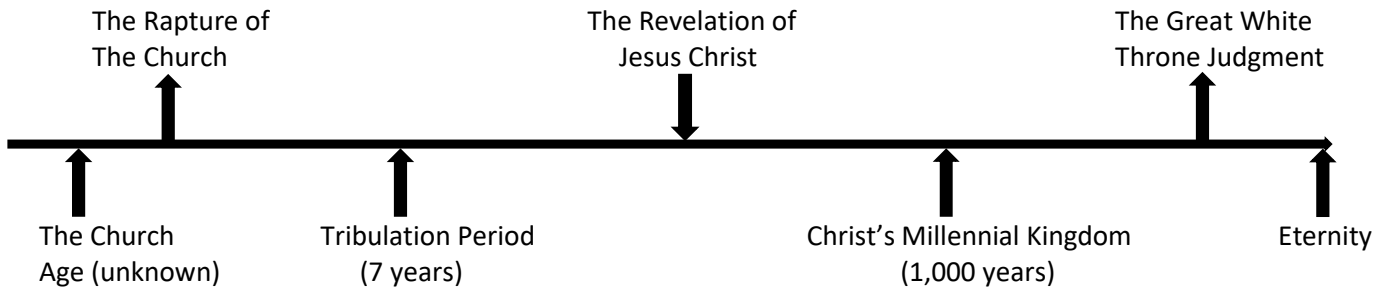 The Rapture of
The Church
The Revelation of
Jesus Christ
The Great White
Throne Judgment
The Church
Age (unknown)
Tribulation Period
(7 years)
Christ’s Millennial Kingdom
(1,000 years)
Eternity